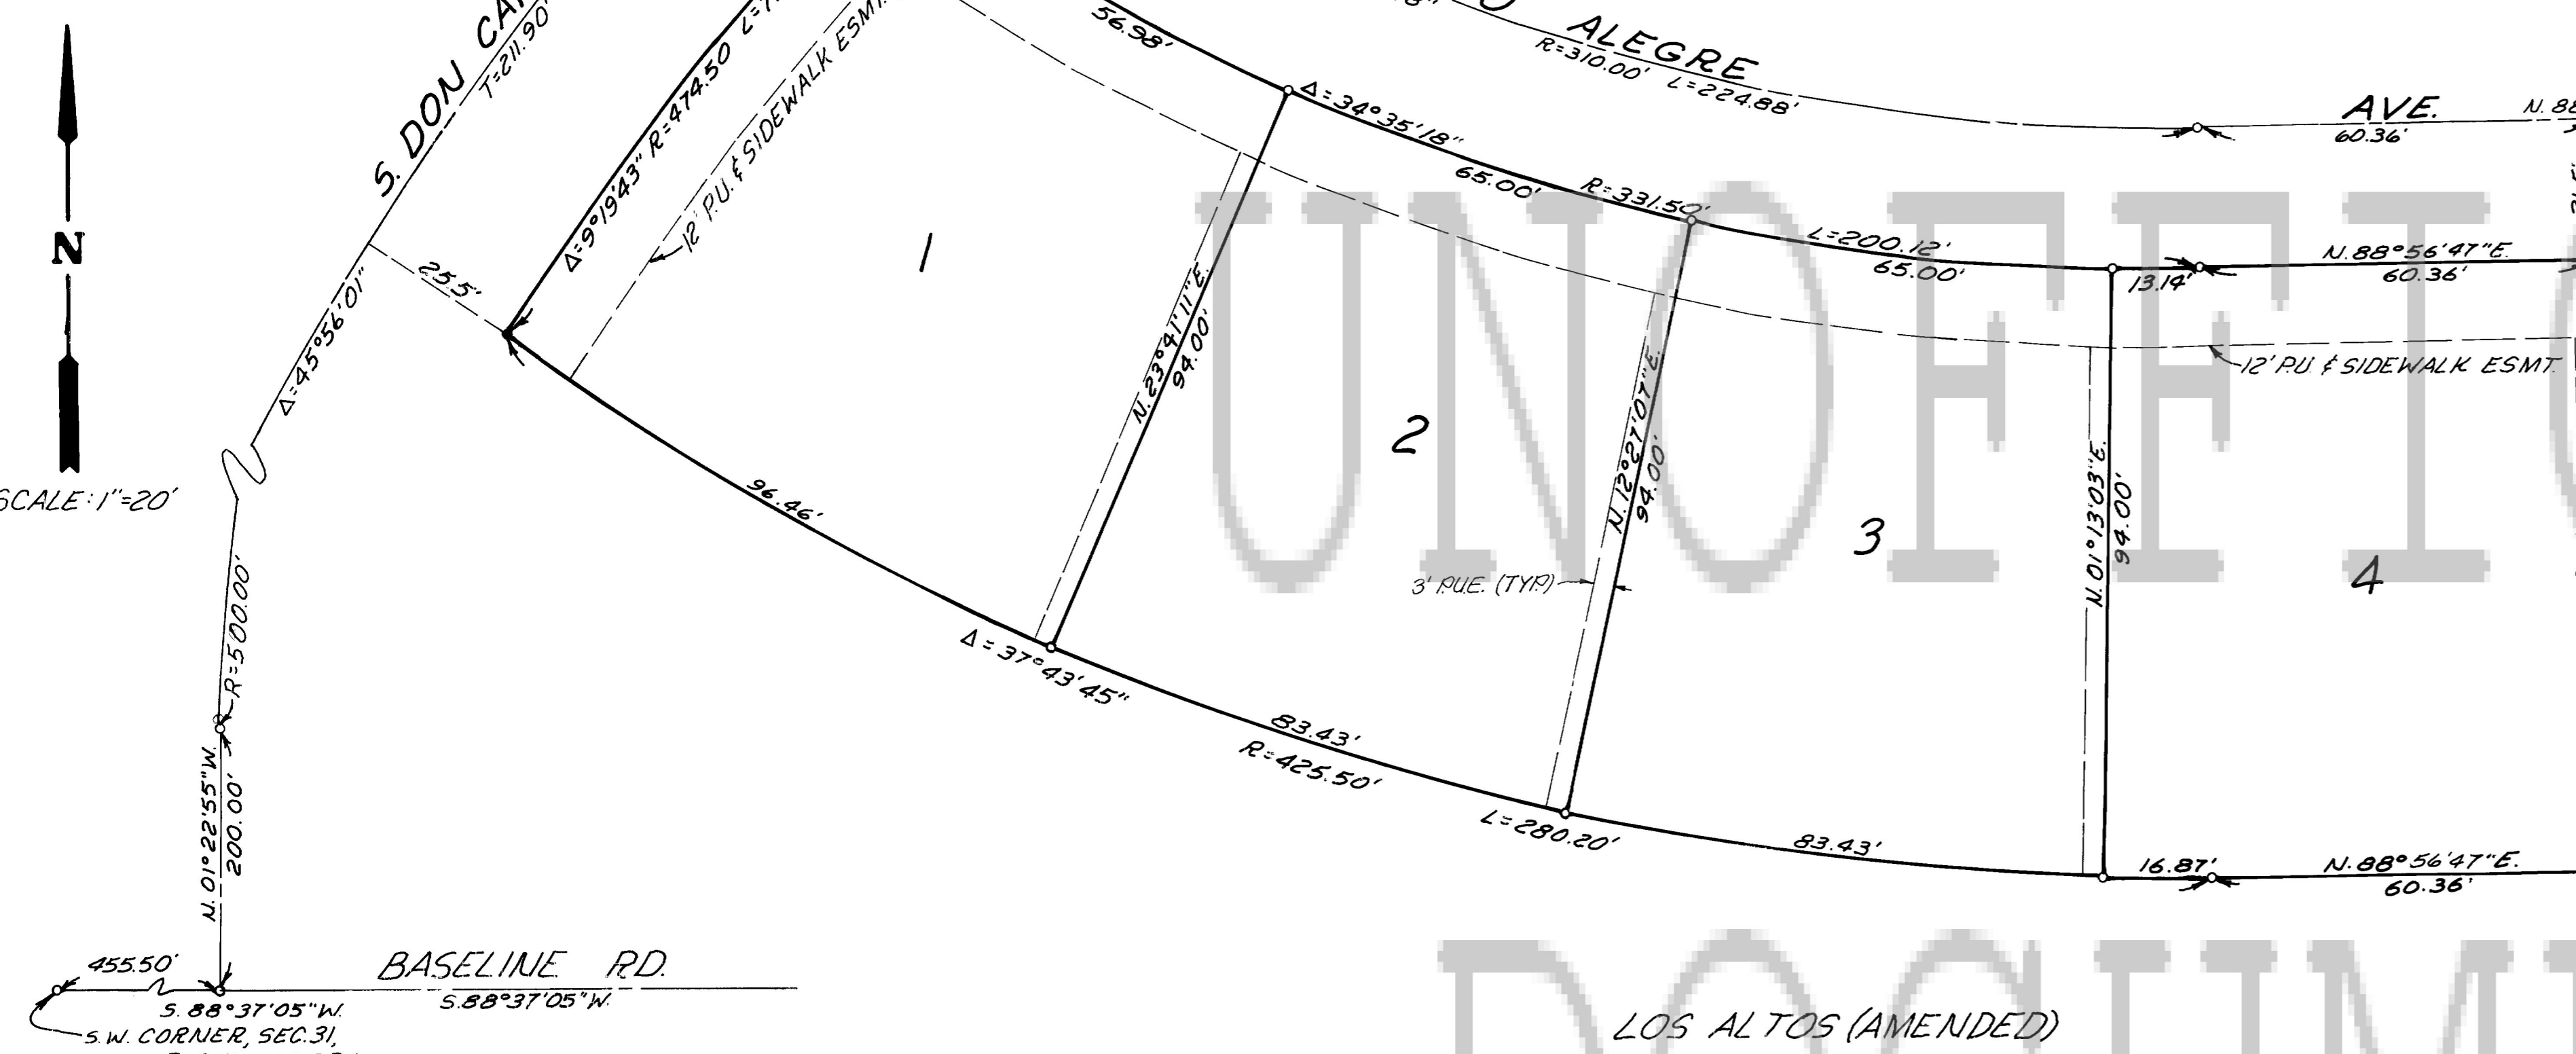 S. DON
T=211.90'
Δ=9°19'43" R=474.50
12' P.U. & SIDEWALK ESMT.
56.98'
ALEGRE
R=310.00' L=224.88'
AVE.
60.36'
N
SCALE: 1"=20'
25.5'
Δ=45°56'01"
R=500.00'
N. 01°22'55"W.
200.00'
1
Δ=34°35'18"
65.00'
R=331.50'
L=200.12'
65.00'
13.14'
N.88°56'47"E.
60.36'
12' P.U. & SIDEWALK ESMT.
N. 23°41'11"E.
94.00'
2
N. 12°27'07"E.
94.00'
3
N. 01°13'03"E.
94.00'
4
3' P.U.E. (TYP.)
96.46'
Δ=37°43'45"
83.43'
R=425.50'
L=280.20'
83.43'
16.87'
N.88°56'47"E.
60.36'
455.50'
BASELINE RD.
S.88°37'05"W.
S.88°37'05"W.
S.W. CORNER, SEC.31,
LOS ALTOS (AMENDED)